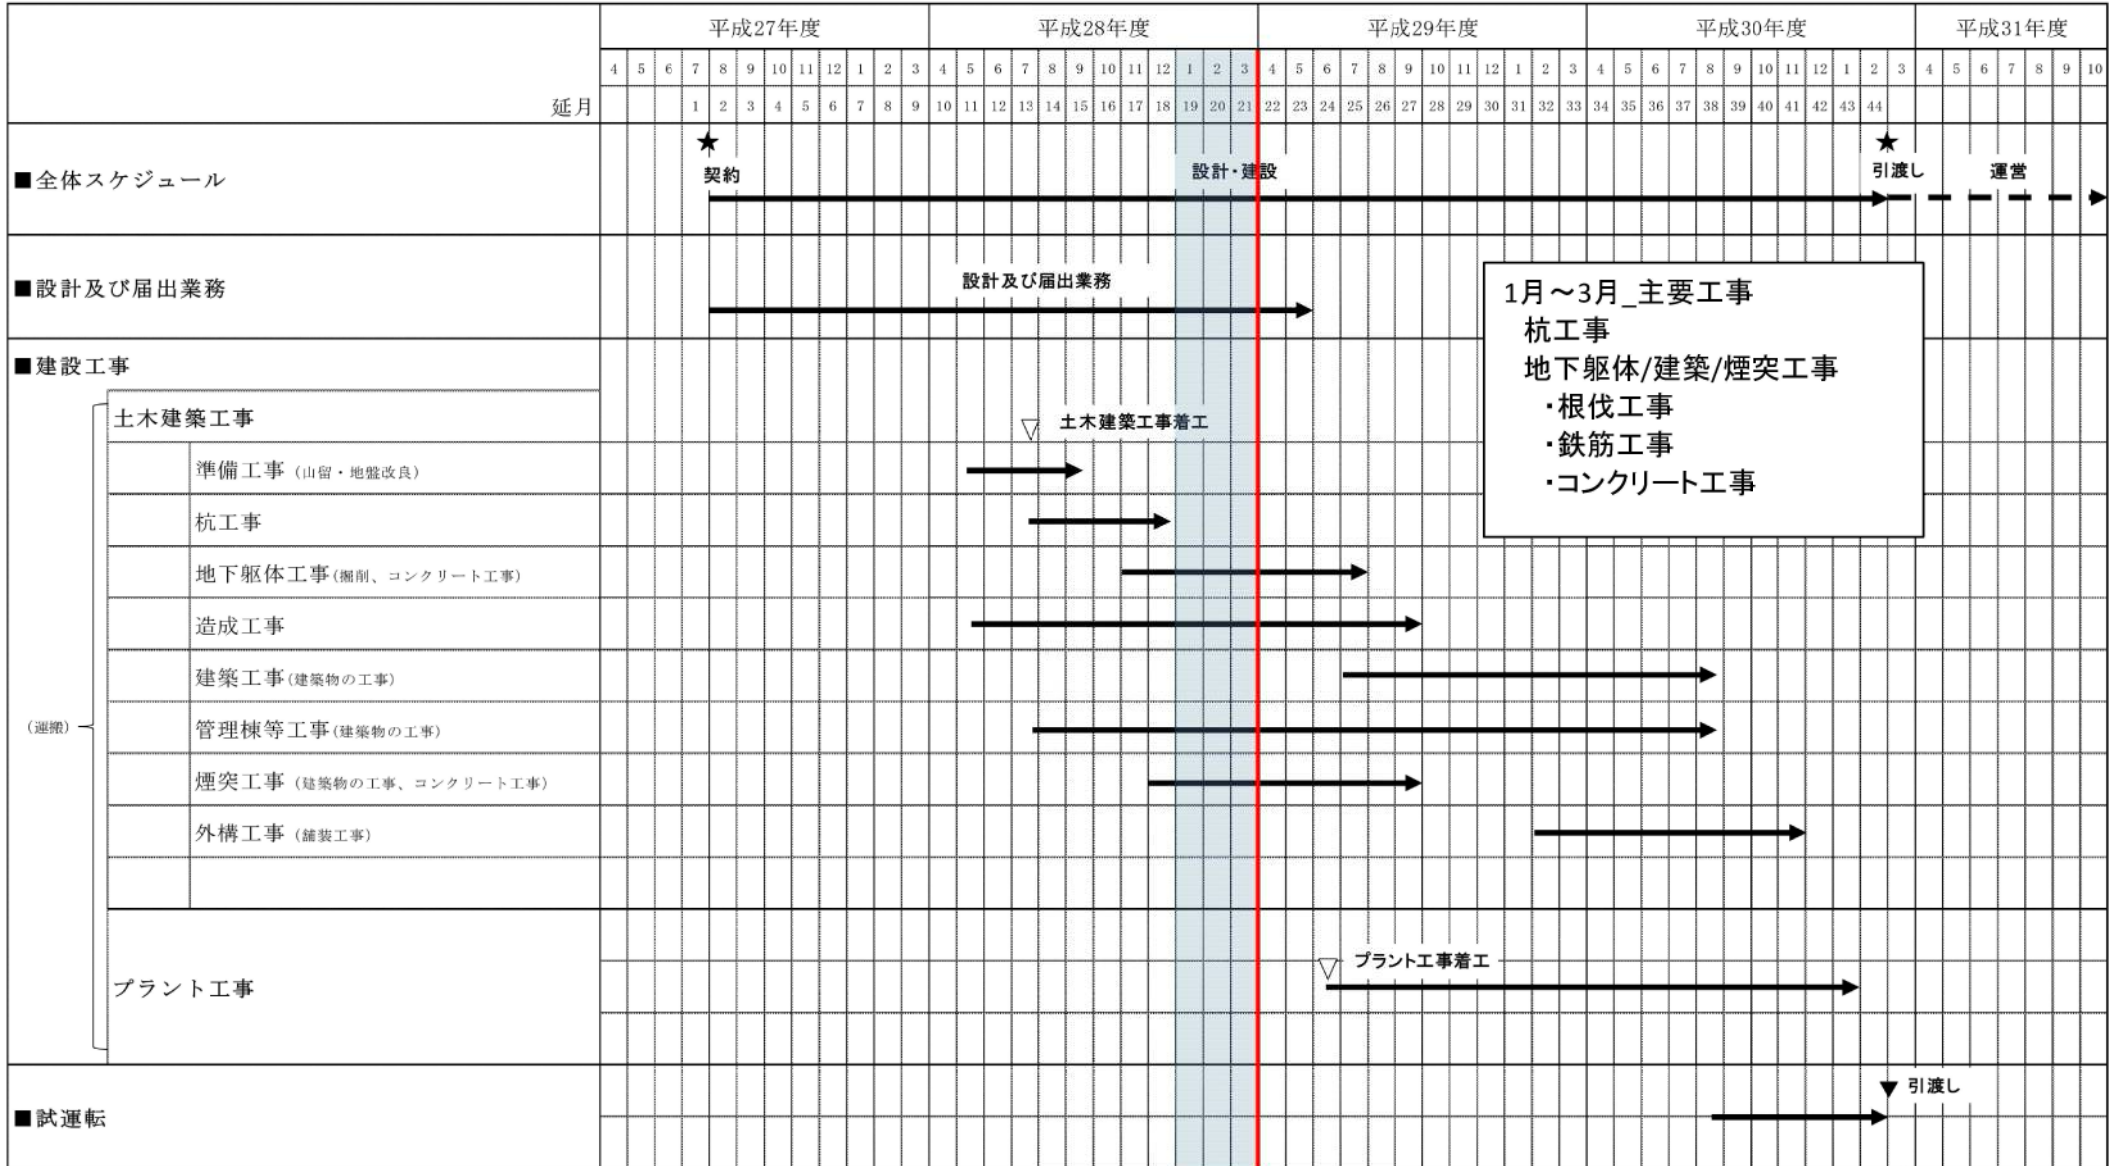 平成27年度 平成28年度 平成29年度 平成30年度 平成31年度
4 5 6 7 8 9 10 11 12 1 2 3 4 5 6 7 8 9 10 11 12 1 2 3 4 5 6 7 8 9 10 11 12 1 2 3 4 5 6 7 8 9 10 11 12 1 2 3 4 5 6 7 8 9 10
延月 1 2 3 4 5 6 7 8 9 10 11 12 13 14 15 16 17 18 19 20 21 22 23 24 25 26 27 28 29 30 31 32 33 34 35 36 37 38 39 40 41 42 43 44
★ ★
契約 設計・建設 引渡し 運営
■全体スケジュール
設計及び届出業務
■設計及び届出業務
1月～3月_主要工事
杭工事
地下躯体/建築/煙突工事
・根伐工事
・鉄筋工事
・コンクリート工事
■建設工事
土木建築工事 ▽ 土木建築工事着工
準備工事 (山留・地盤改良)
杭工事
地下躯体工事(掘削、コンクリート工事)
造成工事
建築工事(建築物の工事)
(運搬)
管理棟等工事(建築物の工事)
煙突工事 (建築物の工事、コンクリート工事)
外構工事 (舗装工事)
▽ プラント工事着工
プラント工事
▼ 引渡し
■試運転